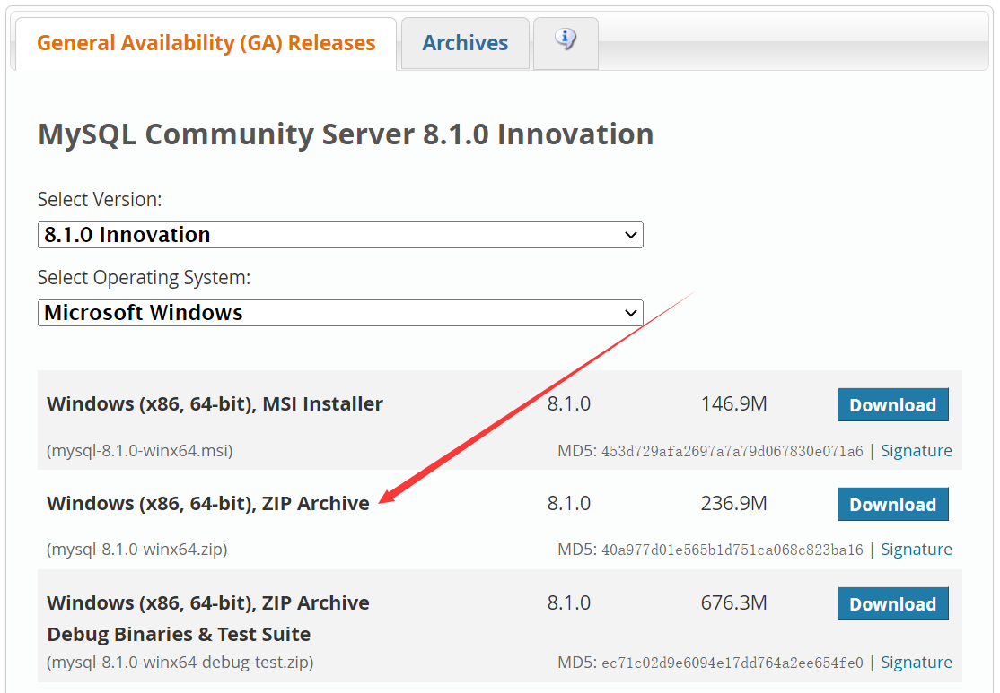 General Availability (GA) Releases Archives
MySQL Community Server 8.1.0 Innovation
Select Version:
8.1.0 Innovation
Select Operating System:
Microsoft Windows
Windows (x86, 64-bit), MSI Installer 8.1.0 146.9M Download
(mysql-8.1.0-winx64.msi) MD5: 453d729afa2697a7a79d067830e071a6 | Signature
Windows (x86, 64-bit), ZIP Archive 8.1.0 236.9M Download
(mysql-8.1.0-winx64.zip) MD5: 40a977d01e565b1d751ca068c823ba16 | Signature
Windows (x86, 64-bit), ZIP Archive 8.1.0 676.3M Download
Debug Binaries & Test Suite
(mysql-8.1.0-winx64-debug-test.zip) MD5: ec71c02d9e6094e17dd764a2ee654fe0 | Signature